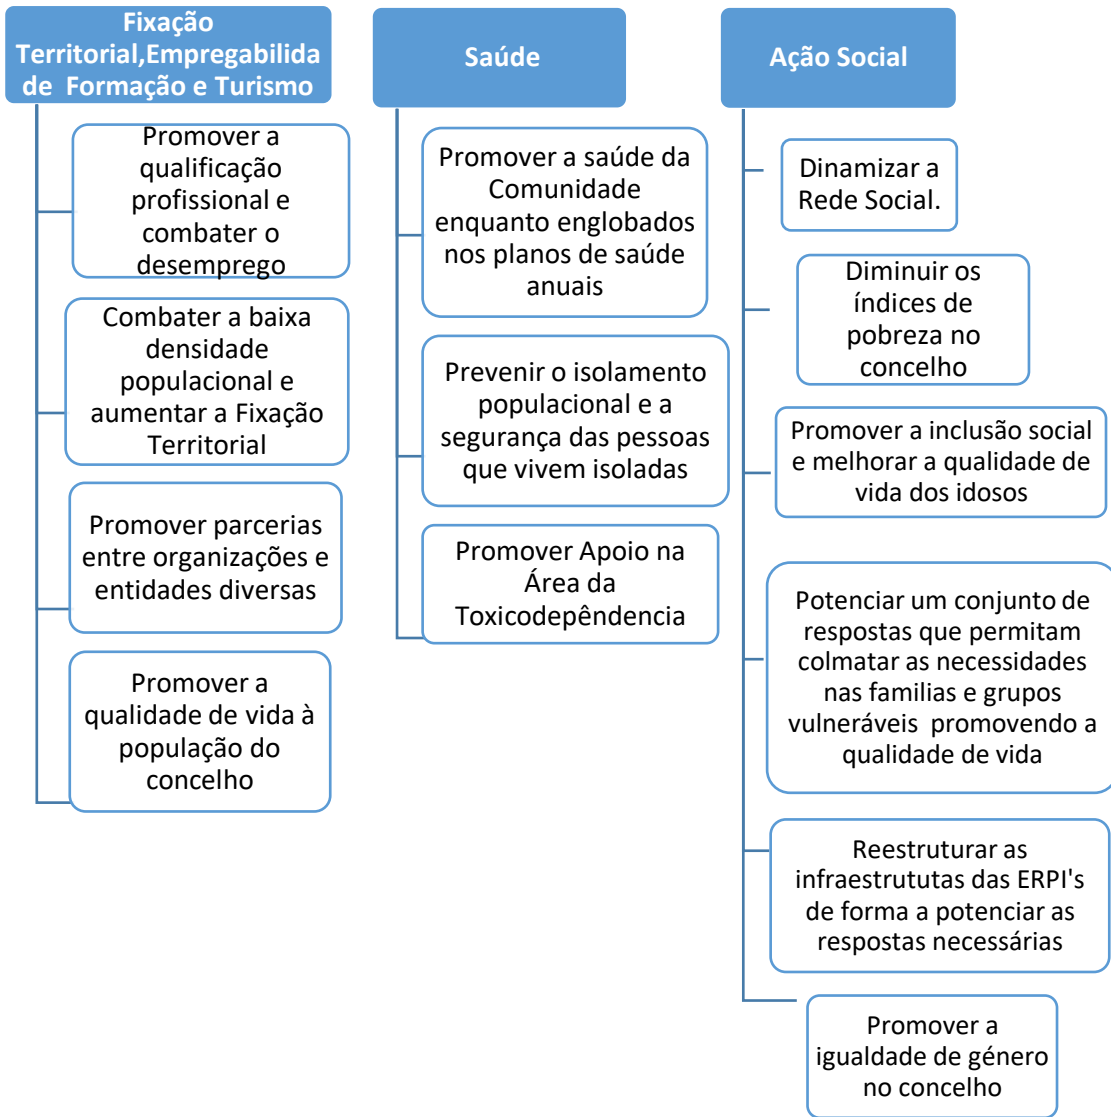 Fixação
Territorial,Empregabilida
de Formação e Turismo
Promover a
qualificação
profissional e
combater o
desemprego
Combater a baixa
densidade
populacional e
aumentar a Fixação
Territorial
Promover parcerias
entre organizações e
entidades diversas
Promover a
qualidade de vida à
população do
concelho
Saúde
Promover a saúde da
Comunidade
enquanto englobados
nos planos de saúde
anuais
Prevenir o isolamento
populacional e a
segurança das pessoas
que vivem isoladas
Promover Apoio na
Área da
Toxicodepêndencia
Ação Social
Dinamizar a
Rede Social.
Diminuir os
índices de
pobreza no
concelho
Promover a inclusão social
e melhorar a qualidade de
vida dos idosos
Potenciar um conjunto de
respostas que permitam
colmatar as necessidades
nas familias e grupos
vulneráveis promovendo a
qualidade de vida
Reestruturar as
infraestrututas das ERPI's
de forma a potenciar as
respostas necessárias
Promover a
igualdade de género
no concelho